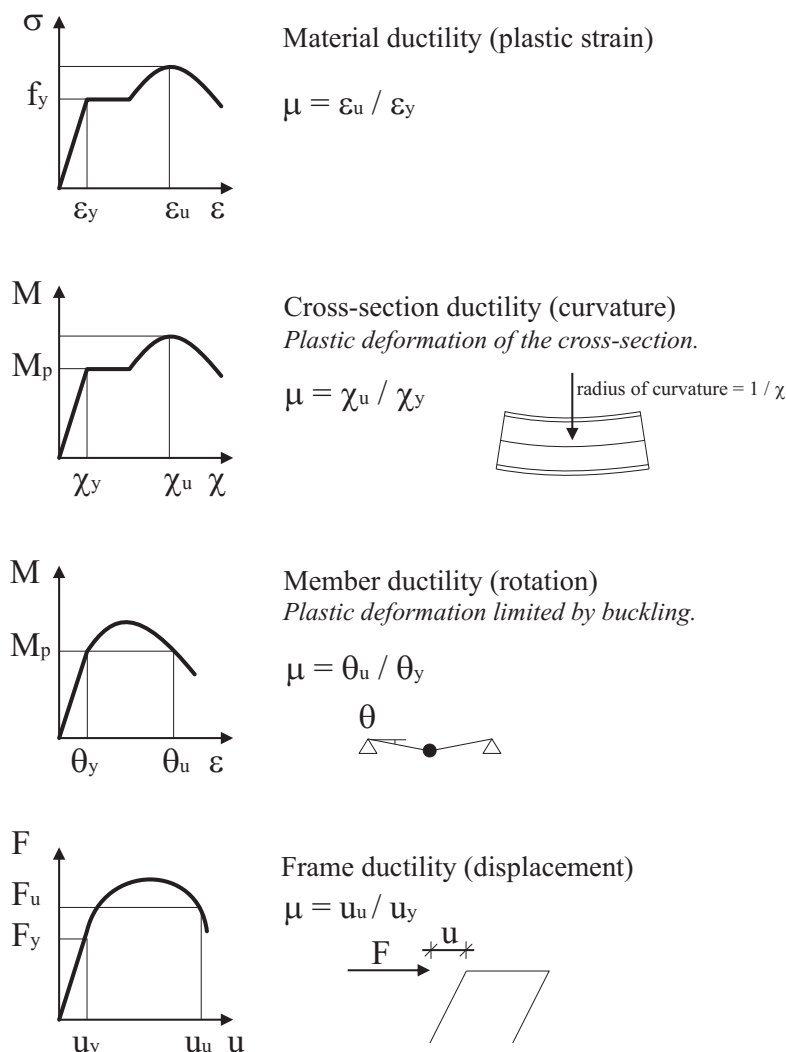 σ
Material ductility (plastic strain)
fy
μ = εu / εy
εy εu ε
M
Cross-section ductility (curvature)
Plastic deformation of the cross-section.
Mp
μ = χu / χy
radius of curvature = 1 / χ
χy χu χ
M
Member ductility (rotation)
Plastic deformation limited by buckling.
Mp
μ = θu / θy
θ
θy θu ε
F
Frame ductility (displacement)
Fu
μ = uu / uy
Fy
F u
uy uu u